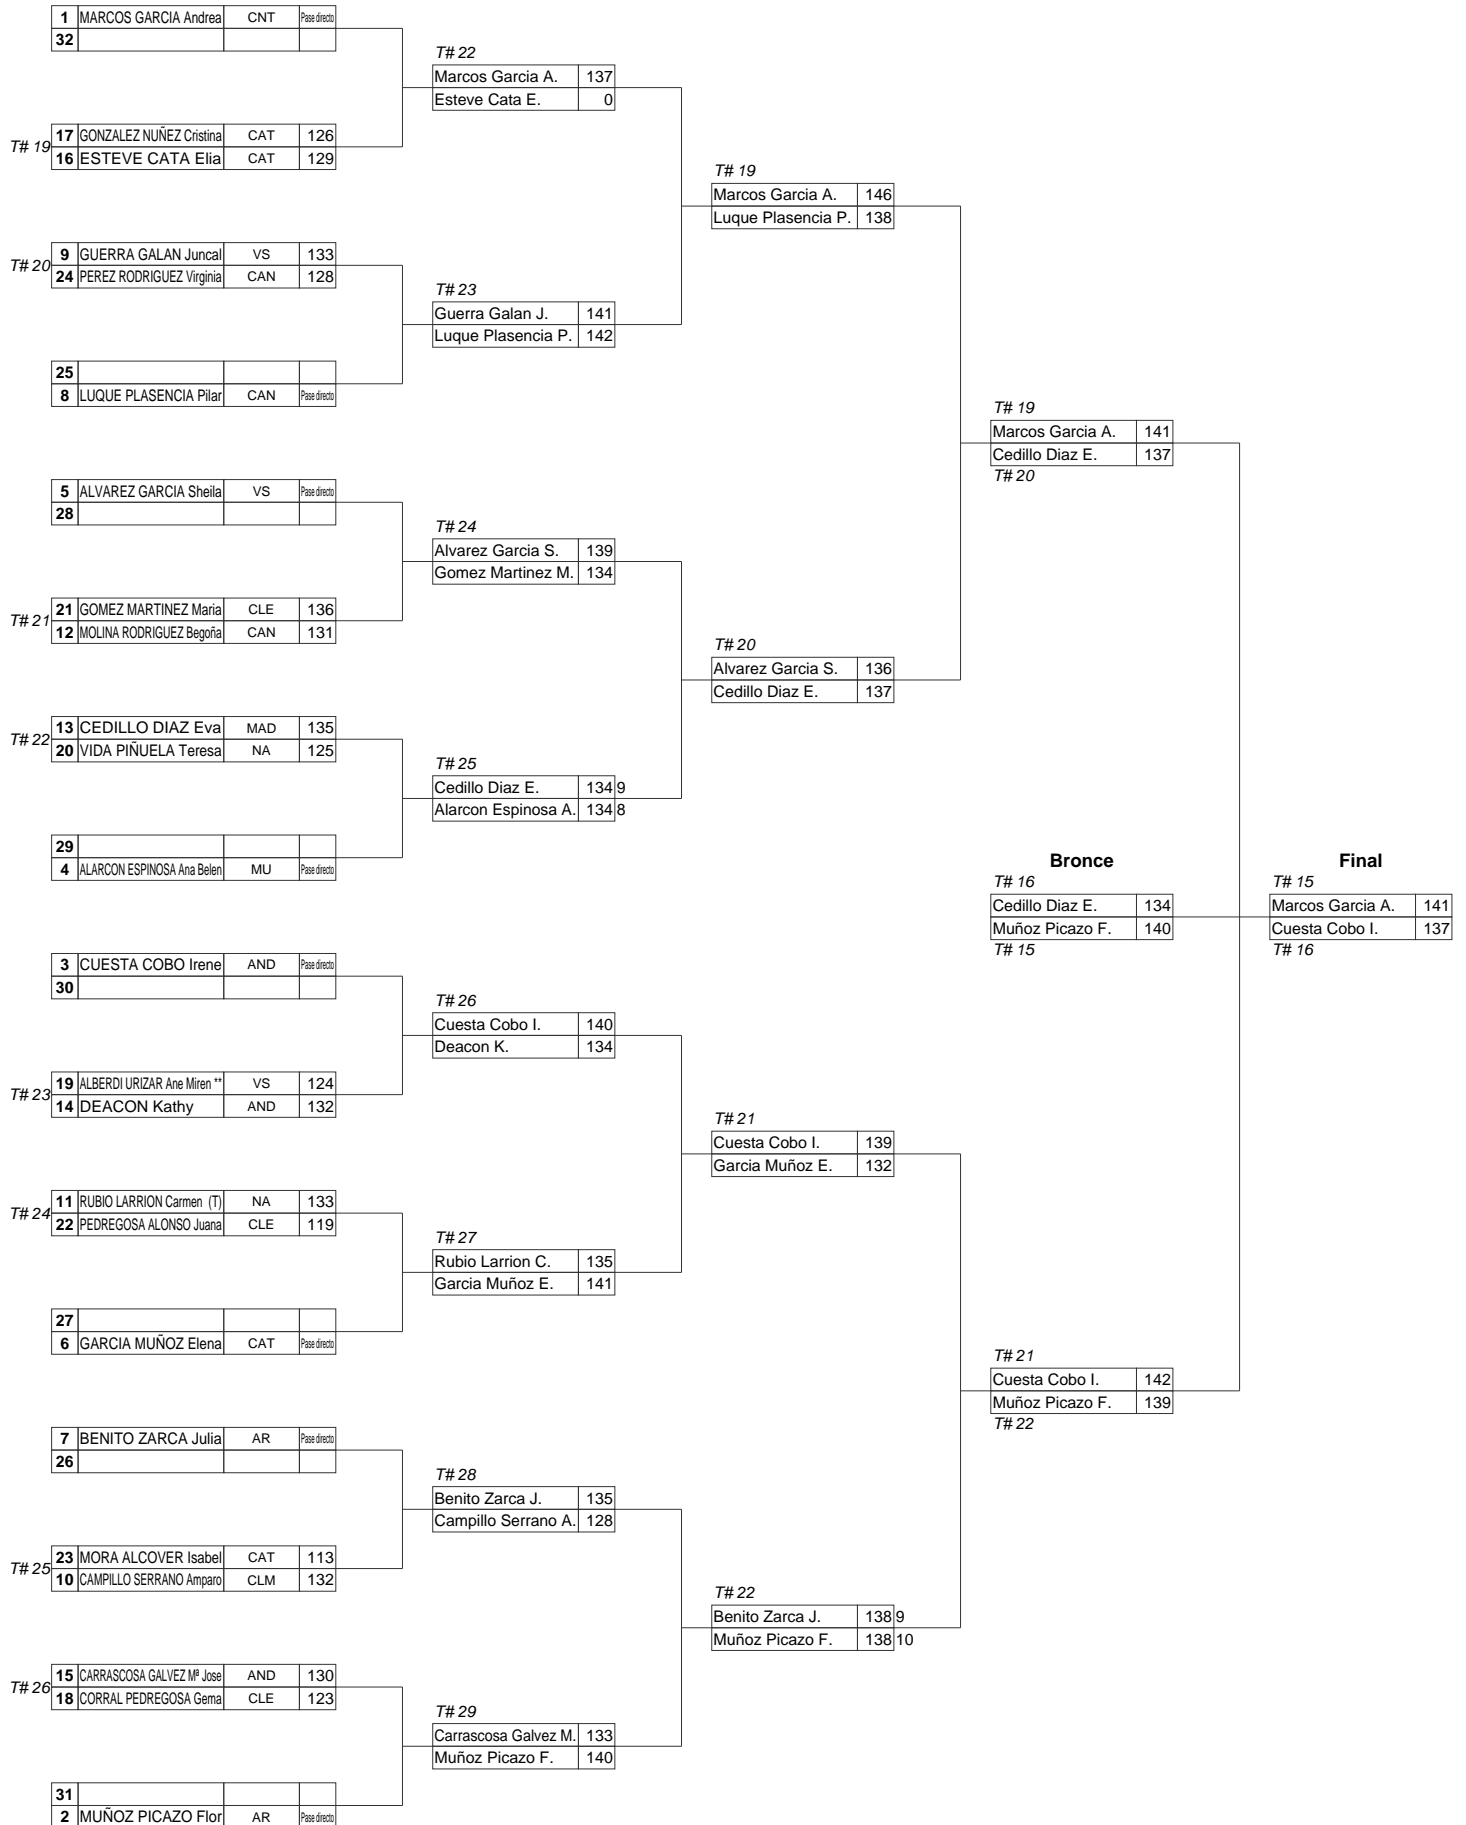 1 MARCOS GARCIA Andrea CNT Pase directo
32
T# 22
Marcos Garcia A. 137
Esteve Cata E. 0
T# 19
17 GONZALEZ NUÑEZ Cristina CAT 126
16 ESTEVE CATA Elia CAT 129
T# 19
Marcos Garcia A. 146
Luque Plasencia P. 138
T# 20
9 GUERRA GALAN Juncal VS 133
24 PEREZ RODRIGUEZ Virginia CAN 128
T# 23
Guerra Galan J. 141
Luque Plasencia P. 142
25
8 LUQUE PLASENCIA Pilar CAN Pase directo
T# 19
Marcos Garcia A. 141
Cedillo Diaz E. 137
T# 20
5 ALVAREZ GARCIA Sheila VS Pase directo
28
T# 24
Alvarez Garcia S. 139
Gomez Martinez M. 134
T# 21
21 GOMEZ MARTINEZ Maria CLE 136
12 MOLINA RODRIGUEZ Begoña CAN 131
T# 20
Alvarez Garcia S. 136
Cedillo Diaz E. 137
T# 22
13 CEDILLO DIAZ Eva MAD 135
20 VIDA PIÑUELA Teresa NA 125
T# 25
Cedillo Diaz E. 134 9
Alarcon Espinosa A. 134 8
29
4 ALARCON ESPINOSA Ana Belen MU Pase directo
Bronce
T# 16
Cedillo Diaz E. 134
Muñoz Picazo F. 140
T# 15
Final
T# 15
Marcos Garcia A. 141
Cuesta Cobo I. 137
T# 16
3 CUESTA COBO Irene AND Pase directo
30
T# 26
Cuesta Cobo I. 140
Deacon K. 134
T# 23
19 ALBERDI URIZAR Ane Miren ** VS 124
14 DEACON Kathy AND 132
T# 21
Cuesta Cobo I. 139
Garcia Muñoz E. 132
T# 24
11 RUBIO LARRION Carmen (T) NA 133
22 PEDREGOSA ALONSO Juana CLE 119
T# 27
Rubio Larrion C. 135
Garcia Muñoz E. 141
27
6 GARCIA MUÑOZ Elena CAT Pase directo
T# 21
Cuesta Cobo I. 142
Muñoz Picazo F. 139
T# 22
7 BENITO ZARCA Julia AR Pase directo
26
T# 28
Benito Zarca J. 135
Campillo Serrano A. 128
T# 25
23 MORA ALCOVER Isabel CAT 113
10 CAMPILLO SERRANO Amparo CLM 132
T# 22
Benito Zarca J. 138 9
Muñoz Picazo F. 138 10
T# 26
15 CARRASCOSA GALVEZ Mª Jose AND 130
18 CORRAL PEDREGOSA Gema CLE 123
T# 29
Carrascosa Galvez M. 133
Muñoz Picazo F. 140
31
2 MUÑOZ PICAZO Flor AR Pase directo